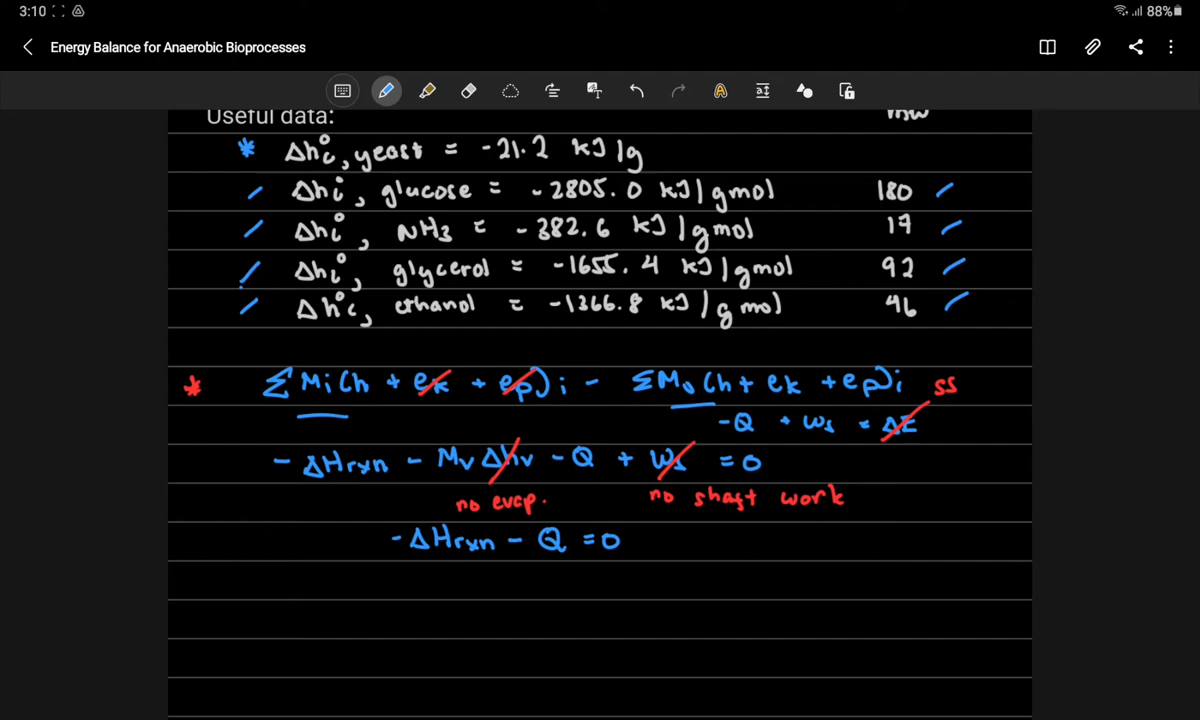 3:10 88%
Energy Balance for Anaerobic Bioprocesses
Useful data: MW
* Δh°c, yeast = -21.2 kJ/g
Δh°c, glucose = -2805.0 kJ/gmol 180
Δh°c, NH3 = -382.6 kJ/gmol 17
Δh°c, glycerol = -1655.4 kJ/gmol 92
Δh°c, ethanol = -1366.8 kJ/gmol 46
* ΣMi(h + ek + ep)i - ΣMo(h + ek + ep)i ss
-Q + Ws = ΔE
- ΔHrxn - Mv Δhv - Q + Ws = 0
no evap. no shaft work
-ΔHrxn - Q = 0